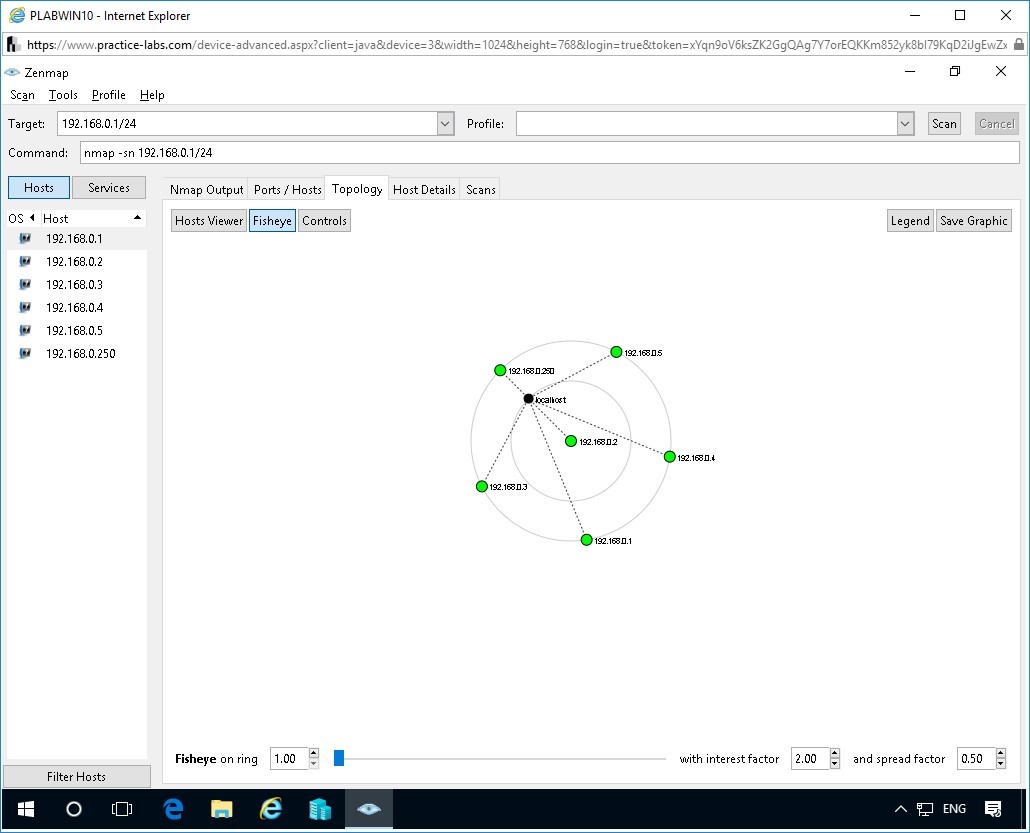 PLABWIN10 - Internet Explorer
https://www.practice-labs.com/device-advanced.aspx?client=java&device=3&width=1024&height=768&login=true&token=xYqn9oV6ksZK2GgQAg7Y7orEQKKm852yk8bl79KqD2iJgEwZx
Zenmap
Scan Tools Profile Help
Target: 192.168.0.1/24 Profile: Scan Cancel
Command: nmap -sn 192.168.0.1/24
Hosts Services Nmap Output Ports / Hosts Topology Host Details Scans
OS Host Hosts Viewer Fisheye Controls Legend Save Graphic
192.168.0.1
192.168.0.2
192.168.0.3
192.168.0.4
192.168.0.5
192.168.0.250
192.168.0.5
192.168.0.250
localhost
192.168.0.2
192.168.0.4
192.168.0.3
192.168.0.1
Fisheye on ring 1.00 with interest factor 2.00 and spread factor 0.50
Filter Hosts
ENG